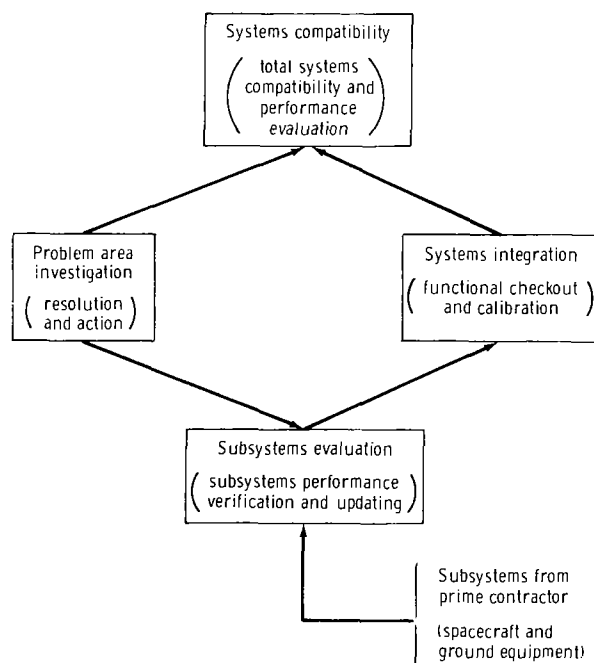 Systems compatibility
(total systems
compatibility and
performance
evaluation)
Problem area
investigation
(resolution
and action)
Systems integration
(functional checkout
and calibration)
Subsystems evaluation
(subsystems performance
verification and updating)
Subsystems from
prime contractor
(spacecraft and
ground equipment)